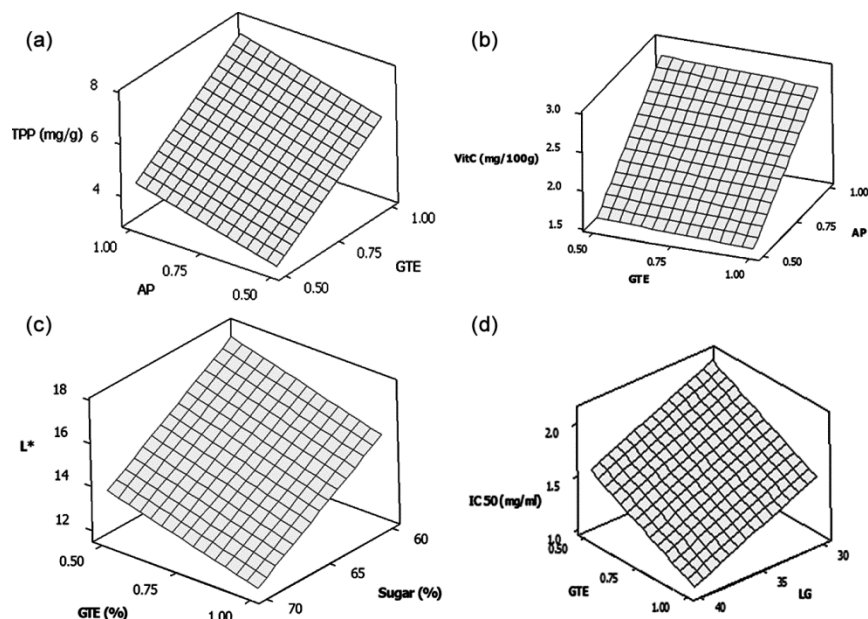 (a)
8
TPP (mg/g)
6
4
1.00
0.75
AP
0.50
0.50
0.75
GTE
1.00
(b)
3.0
2.5
VitC (mg/100g)
2.0
1.5
0.50
0.75
GTE
1.00
0.50
0.75
AP
1.00
(c)
18
16
L*
14
12
0.50
0.75
GTE (%)
1.00
70
65
Sugar (%)
60
(d)
2.0
1.5
IC 50 (mg/ml)
1.0
0.50
0.75
GTE
1.00
40
35
LG
30